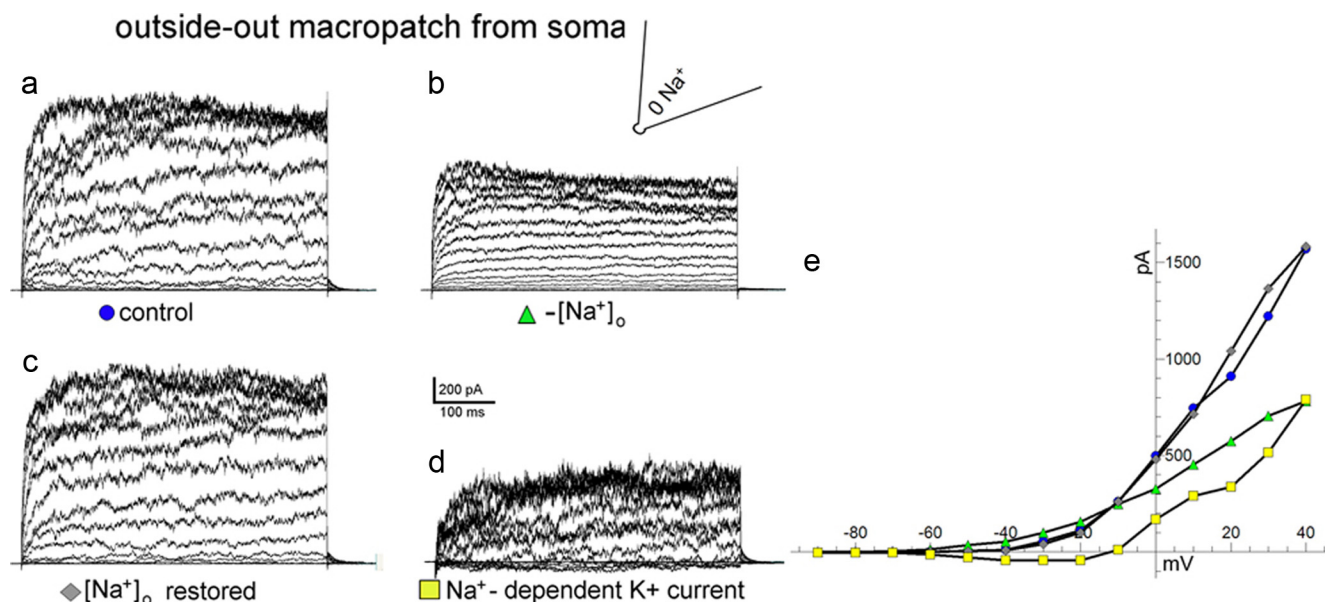 outside-out macropatch from soma
a
b
0 Na⁺
control
-[Na⁺]ₒ
c
200 pA
100 ms
d
[Na⁺]ₒ restored
Na⁺- dependent K+ current
e
pA
1500
1000
500
-80 -60 -40 20 40
mV